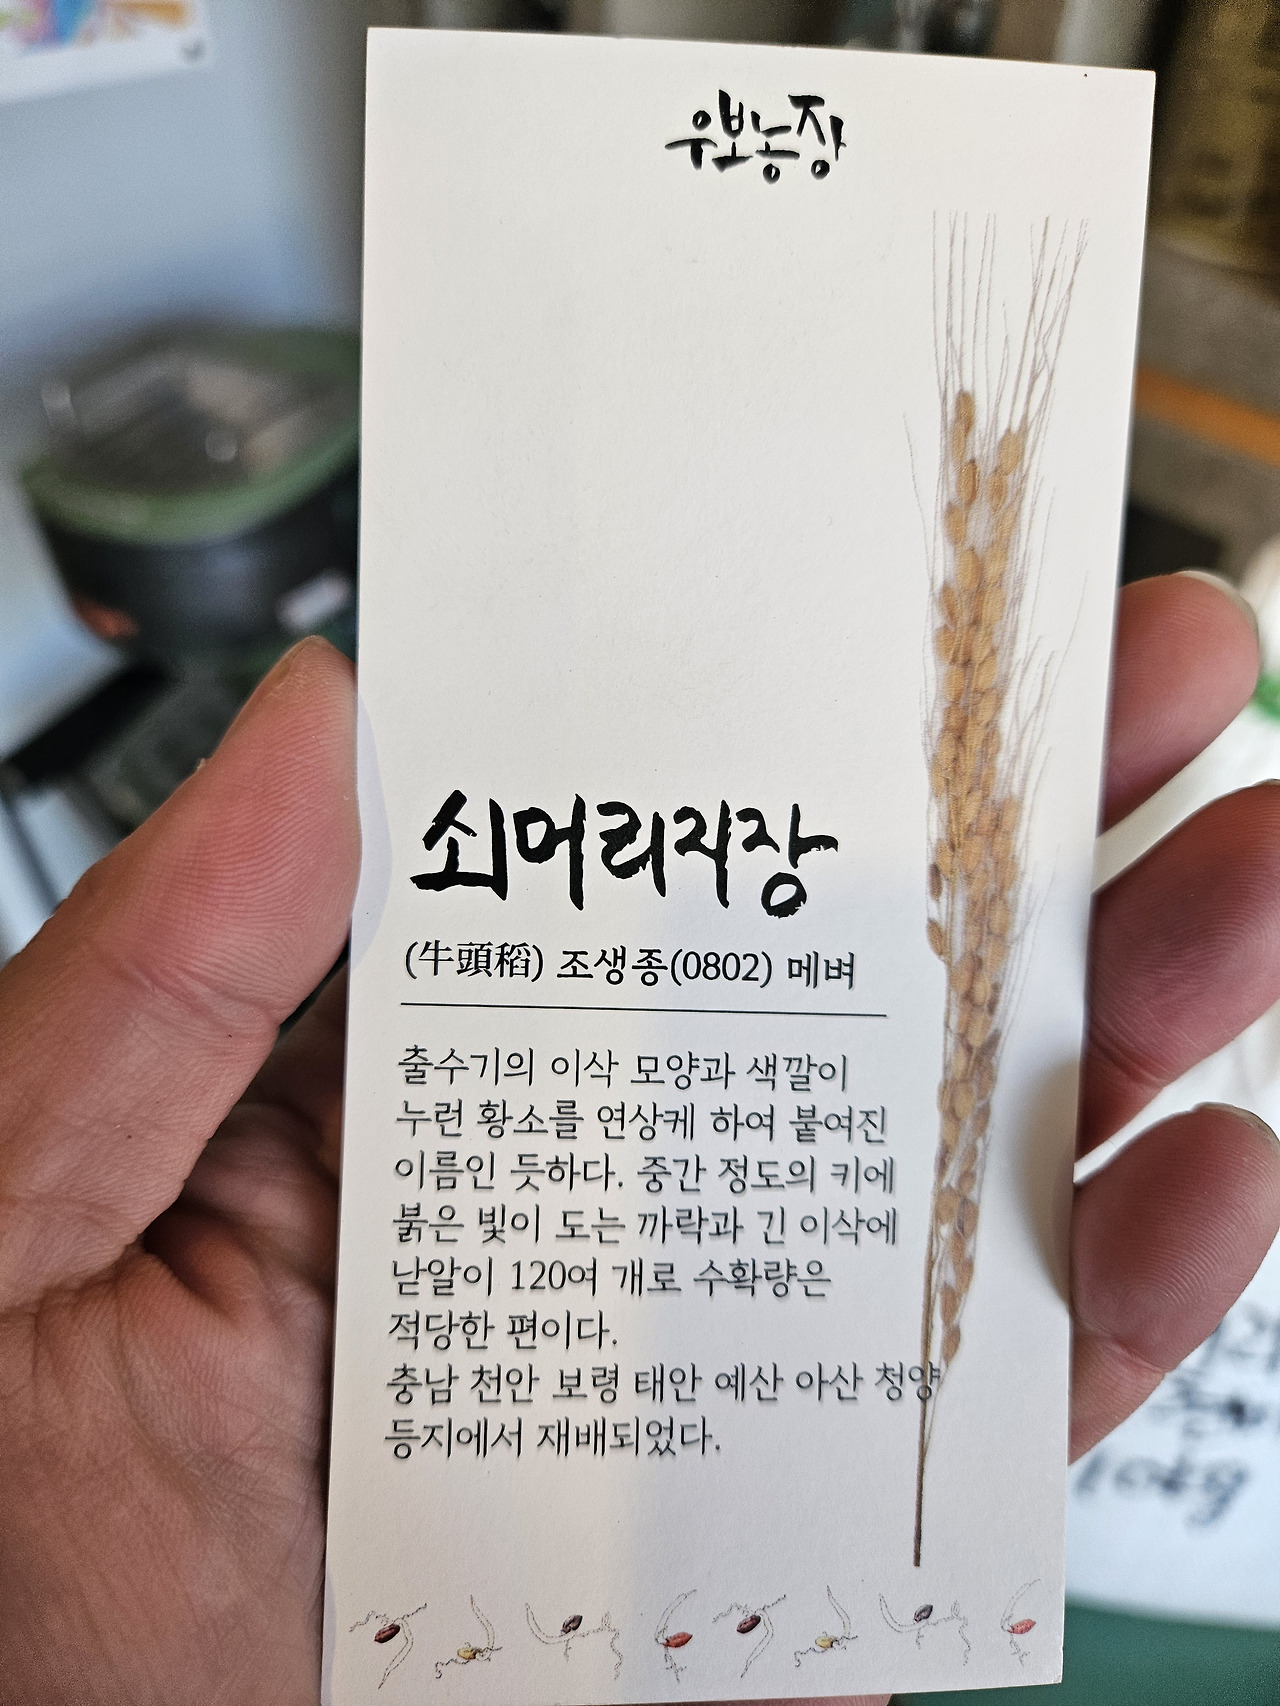 우보농장
쇠머리지장
(牛頭稻) 조생종(0802) 메벼
출수기의 이삭 모양과 색깔이
누런 황소를 연상케 하여 붙여진
이름인 듯하다. 중간 정도의 키에
붉은 빛이 도는 까락과 긴 이삭에
낟알이 120여 개로 수확량은
적당한 편이다.
충남 천안 보령 태안 예산 아산 청양
등지에서 재배되었다.